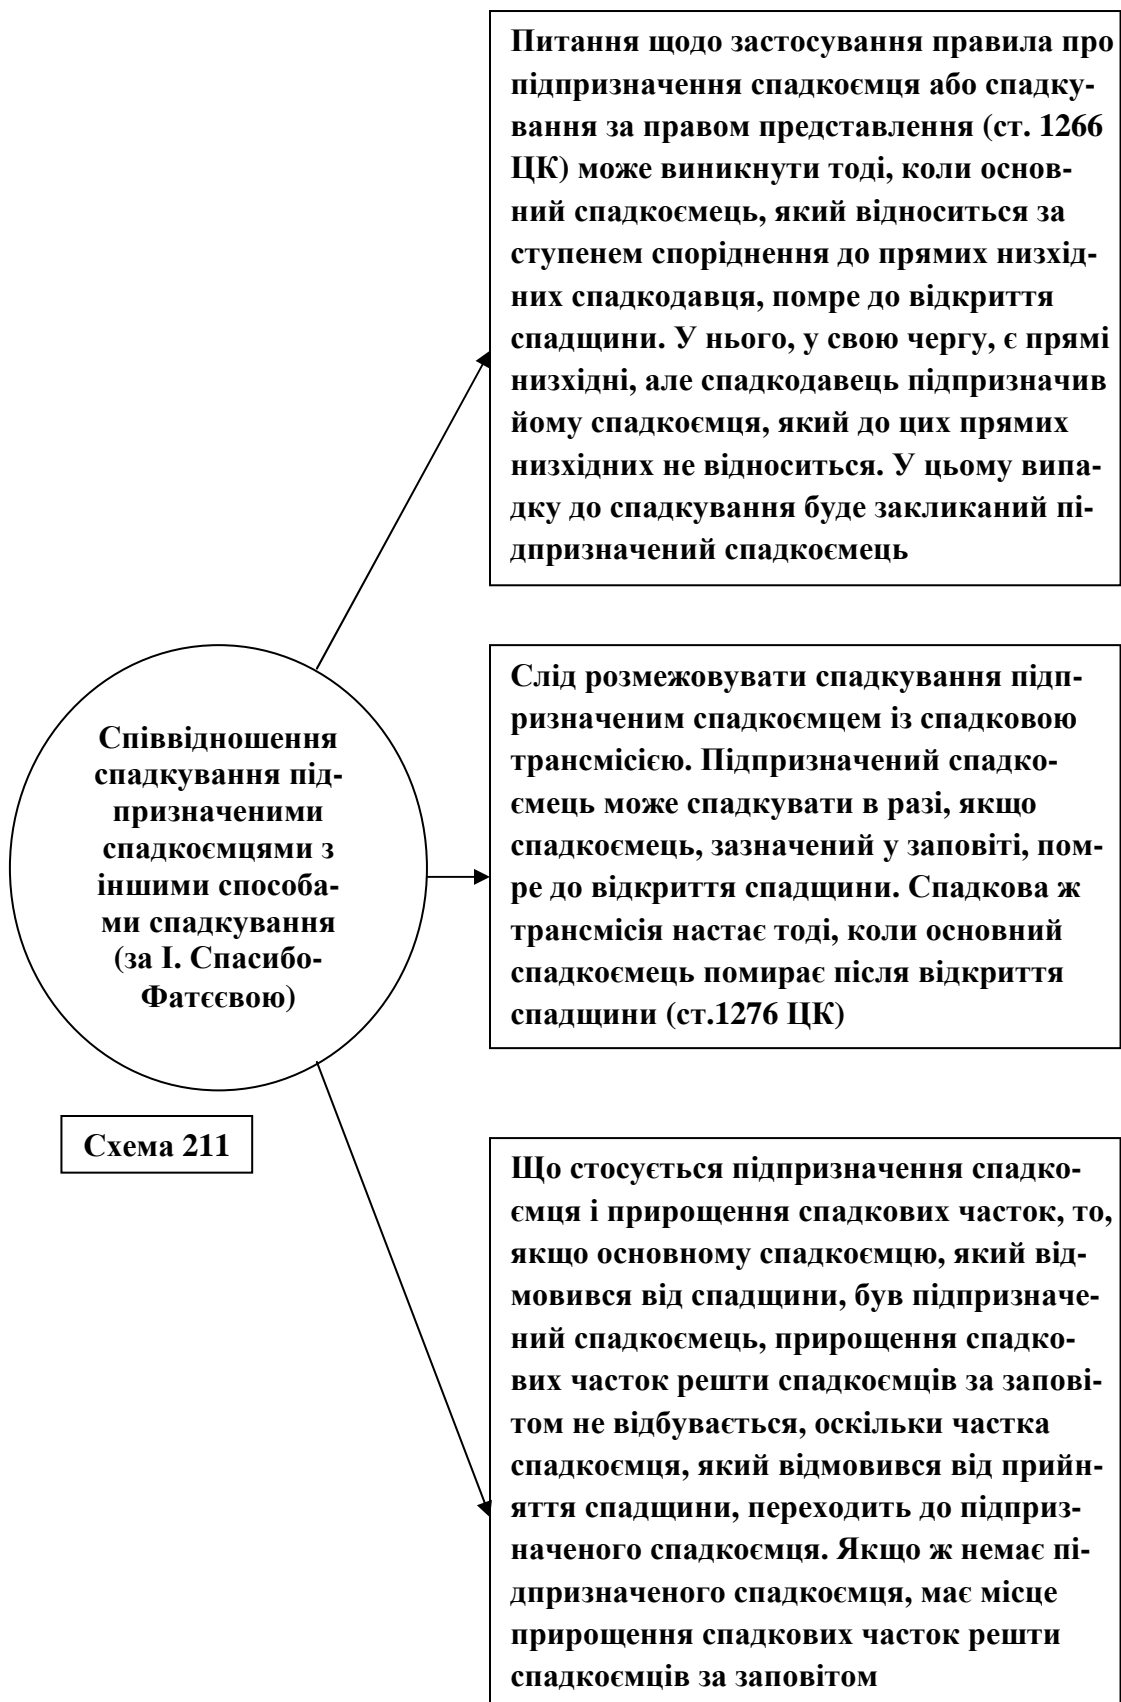 Питання щодо застосування правила про
підпризначення спадкоємця або спадку-
вання за правом представлення (ст. 1266
ЦК) може виникнути тоді, коли основ-
ний спадкоємець, який відноситься за
ступенем споріднення до прямих низхід-
них спадкодавця, помре до відкриття
спадщини. У нього, у свою чергу, є прямі
низхідні, але спадкодавець підпризначив
йому спадкоємця, який до цих прямих
низхідних не відноситься. У цьому випа-
дку до спадкування буде закликаний пі-
дпризначений спадкоємець
Співвідношення
спадкування під-
призначеними
спадкоємцями з
іншими способа-
ми спадкування
(за І. Спасибо-
Фатєєвою)
Слід розмежовувати спадкування підп-
ризначеним спадкоємцем із спадковою
трансмісією. Підпризначений спадко-
ємець може спадкувати в разі, якщо
спадкоємець, зазначений у заповіті, пом-
ре до відкриття спадщини. Спадкова ж
трансмісія настає тоді, коли основний
спадкоємець помирає після відкриття
спадщини (ст.1276 ЦК)
Схема 211
Що стосується підпризначення спадко-
ємця і прирощення спадкових часток, то,
якщо основному спадкоємцю, який від-
мовився від спадщини, був підпризначе-
ний спадкоємець, прирощення спадко-
вих часток решти спадкоємців за запові-
том не відбувається, оскільки частка
спадкоємця, який відмовився від прийн-
яття спадщини, переходить до підприз-
наченого спадкоємця. Якщо ж немає пі-
дпризначеного спадкоємця, має місце
прирощення спадкових часток решти
спадкоємців за заповітом